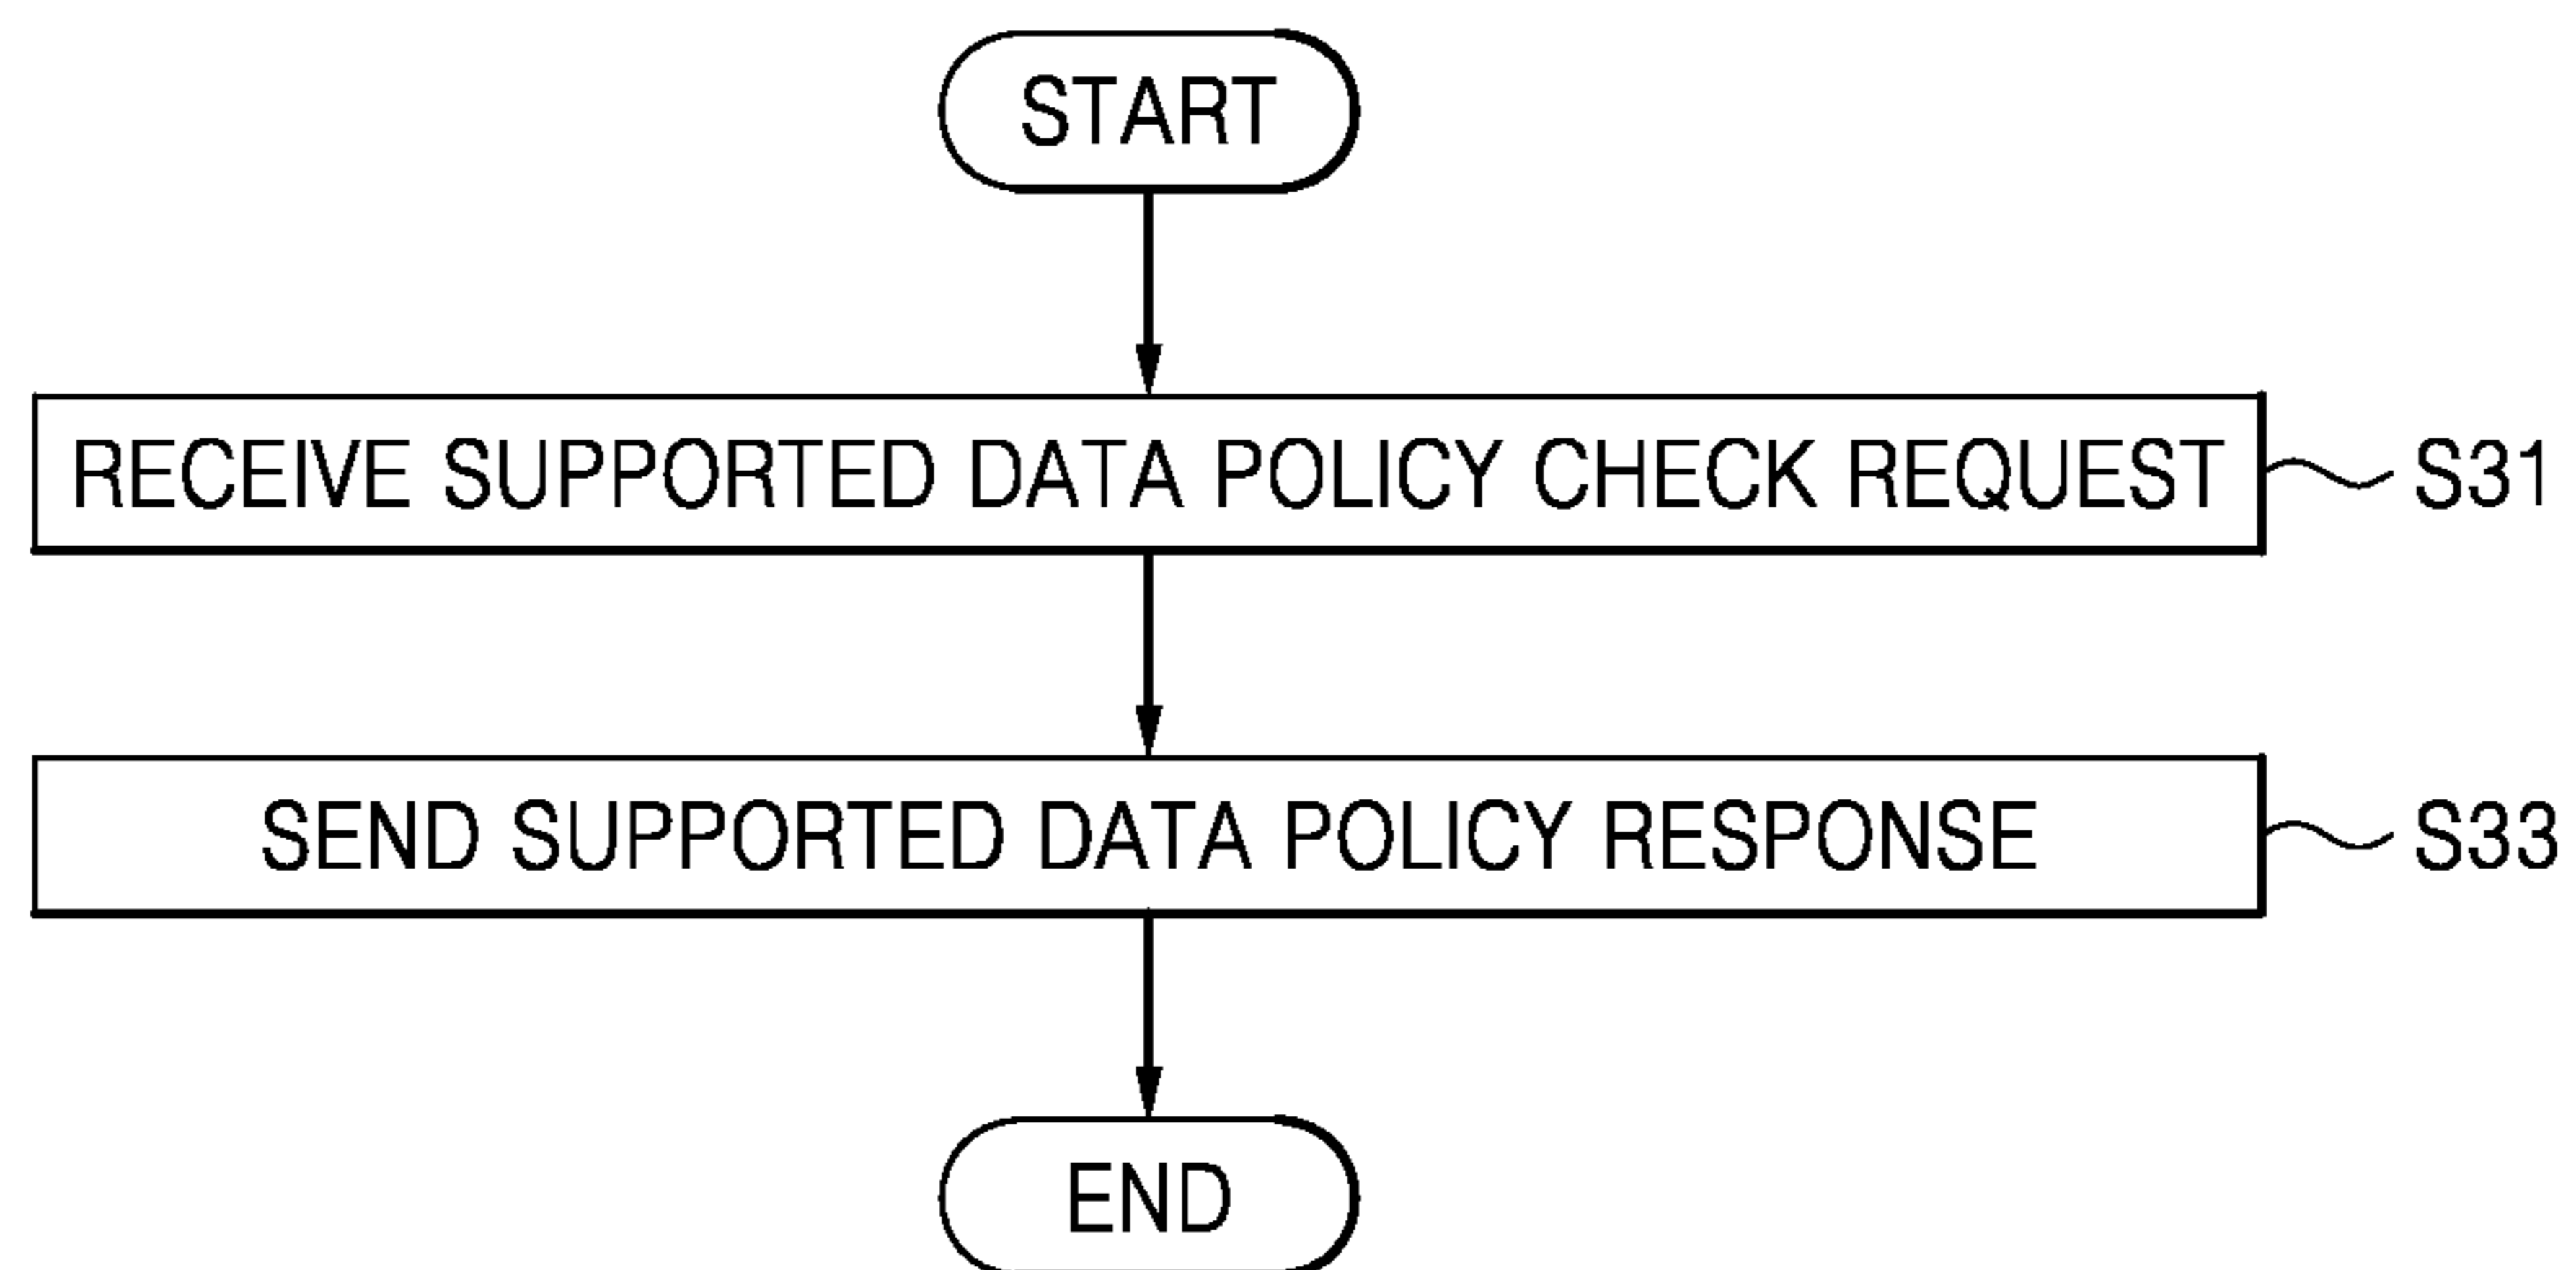 START
RECEIVE SUPPORTED DATA POLICY CHECK REQUEST S31
SEND SUPPORTED DATA POLICY RESPONSE S33
END